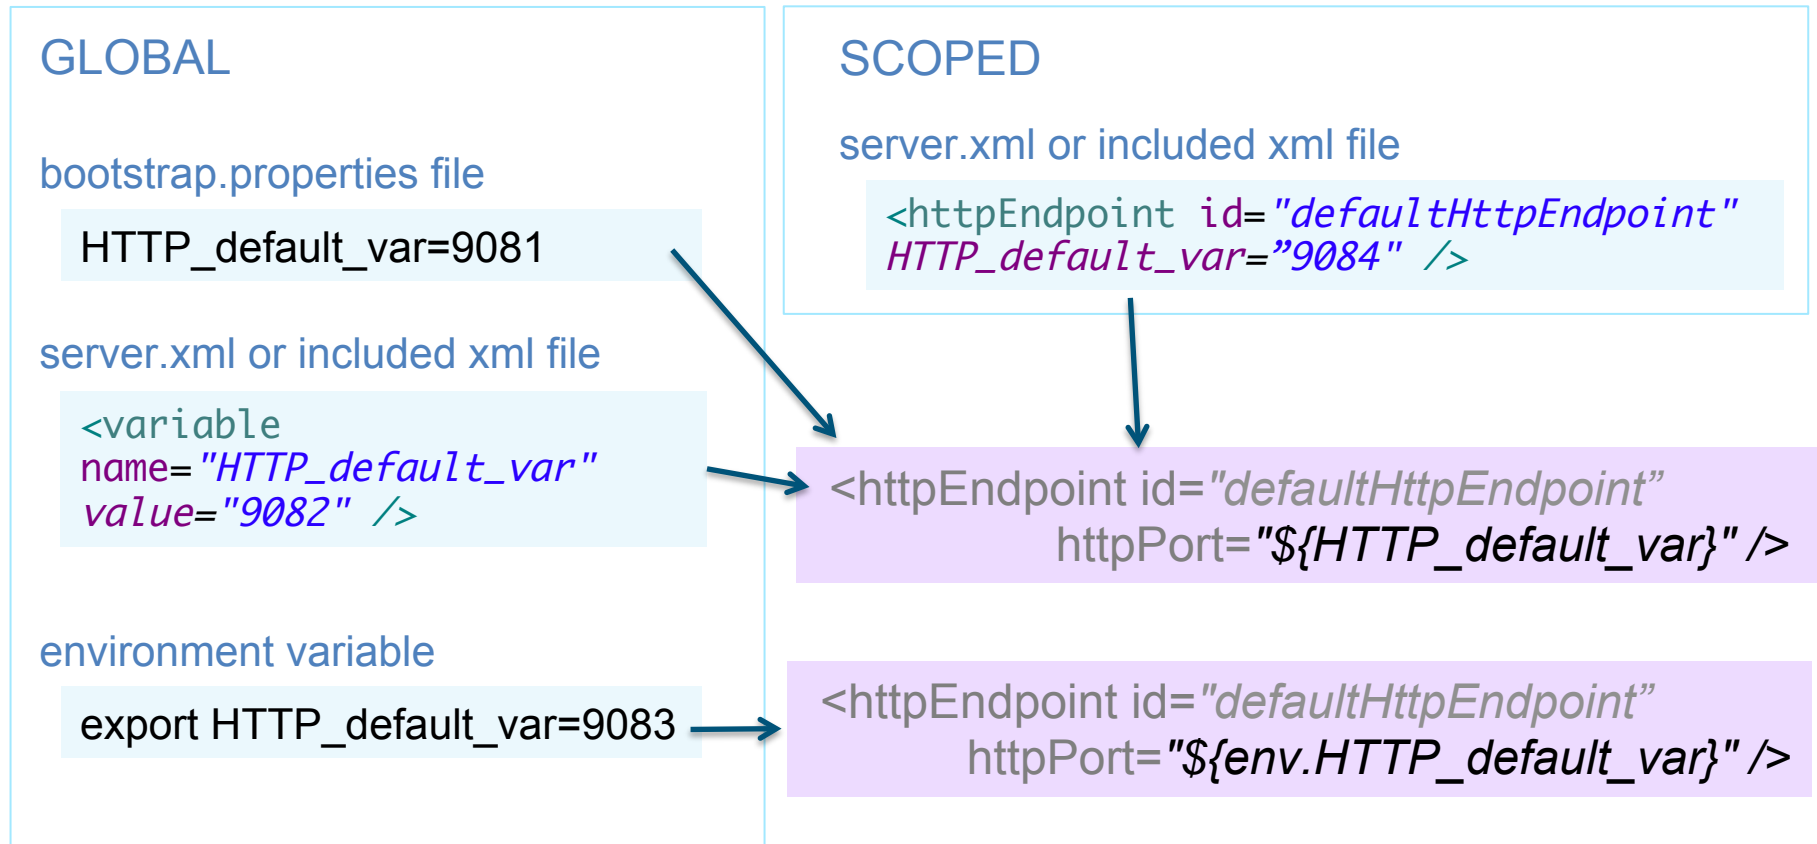 GLOBAL
bootstrap.properties file
HTTP_default_var=9081
server.xml or included xml file
<variable
name="HTTP_default_var"
value="9082" />
environment variable
export HTTP_default_var=9083
SCOPED
server.xml or included xml file
<httpEndpoint id="defaultHttpEndpoint"
HTTP_default_var=”9084" />
<httpEndpoint id="defaultHttpEndpoint”
httpPort="${HTTP_default_var}" />
<httpEndpoint id="defaultHttpEndpoint”
httpPort="${env.HTTP_default_var}" />